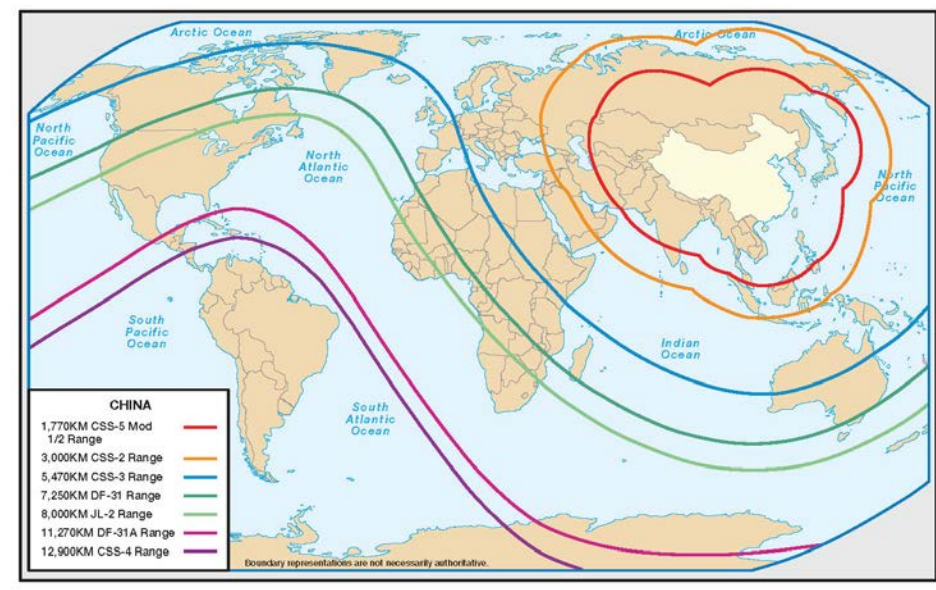 Arctic Ocean
Arctic Ocean
North
Pacific
Ocean
North
Atlantic
Ocean
North
Pacific
Ocean
South
Pacific
Ocean
Indian
Ocean
South
Atlantic
Ocean
CHINA
1,770KM CSS-5 Mod
1/2 Range
3,000KM CSS-2 Range
5,470KM CSS-3 Range
7,250KM DF-31 Range
8,000KM JL-2 Range
11,270KM DF-31A Range
12,900KM CSS-4 Range
Boundary representations are not necessarily authoritative.